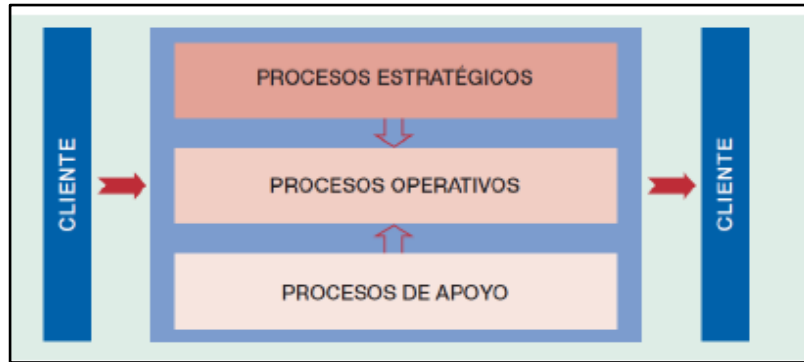 CLIENTE
PROCESOS ESTRATÉGICOS
PROCESOS OPERATIVOS
PROCESOS DE APOYO
CLIENTE